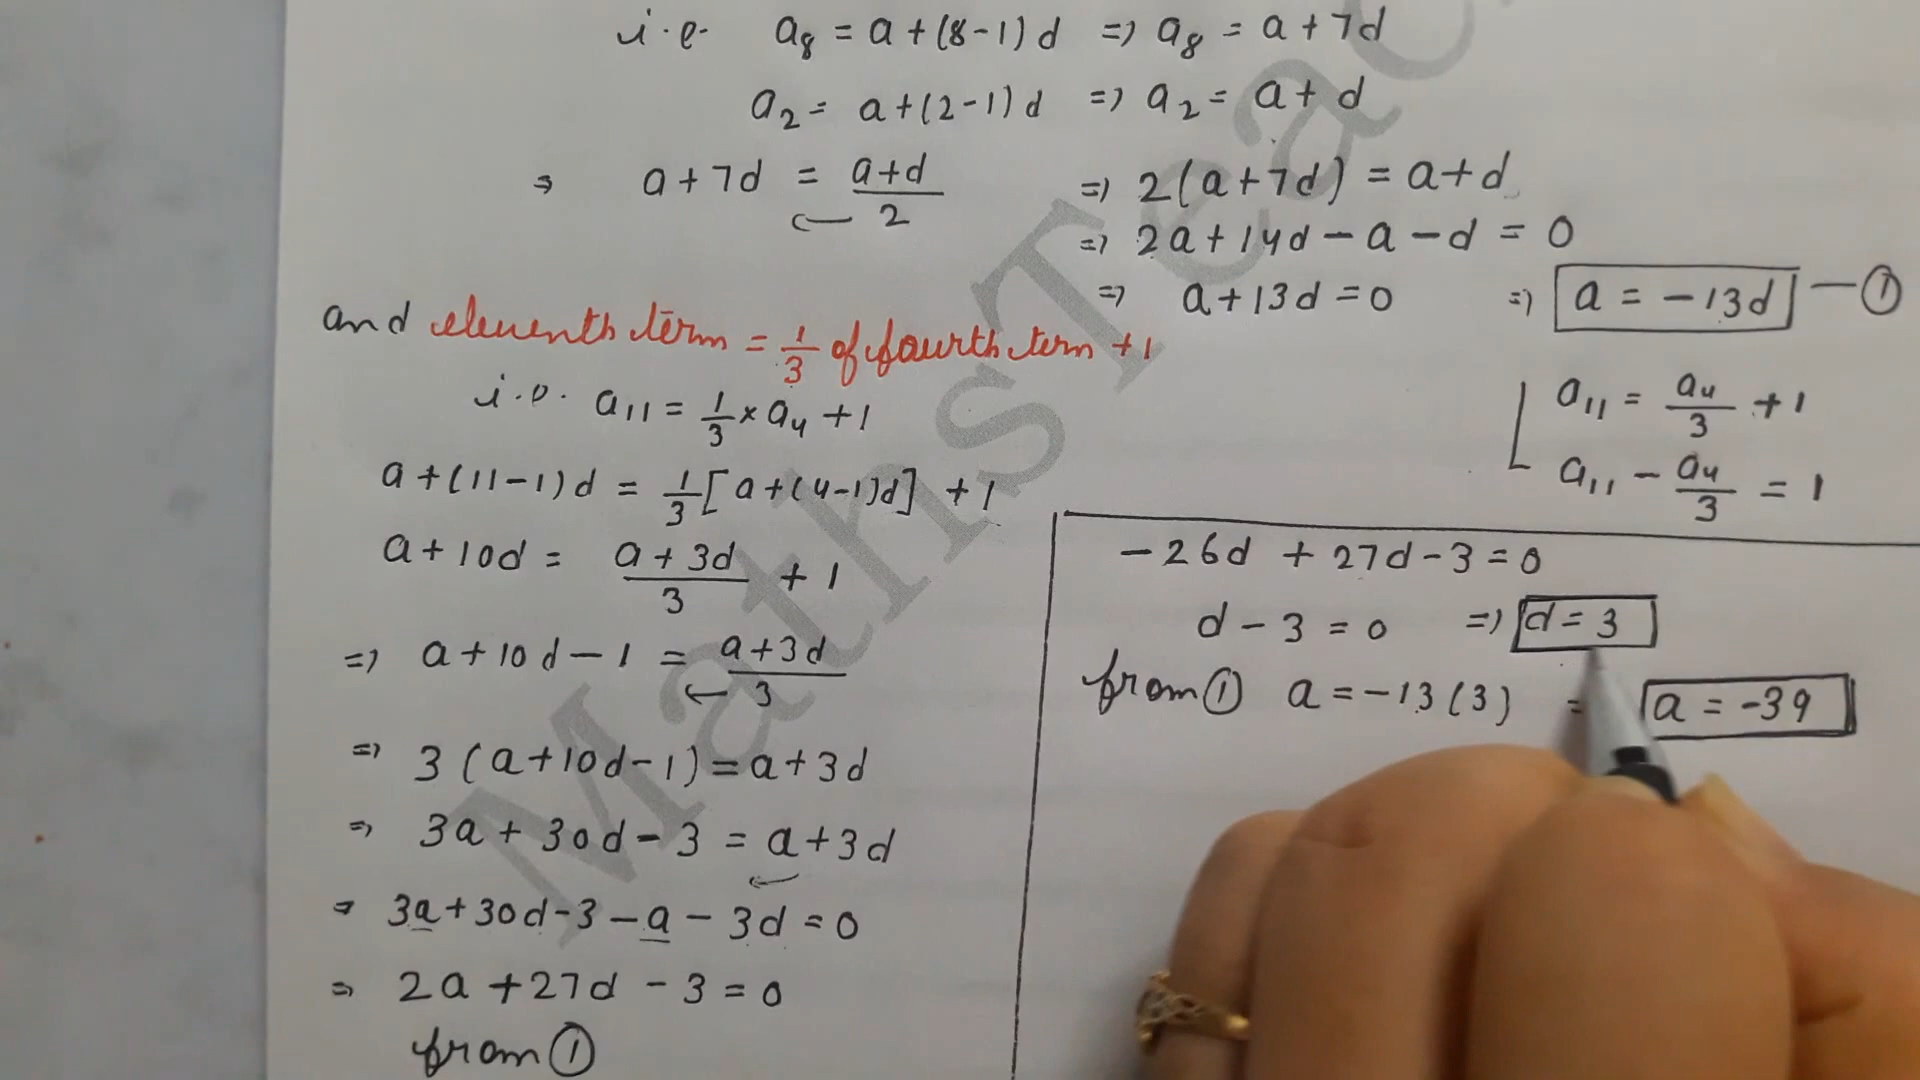 i.e. a₈ = a+(8-1)d ⇒ a₈ = a+7d
a₂ = a+(2-1)d ⇒ a₂ = a+d
⇒ a+7d = (a+d)/2 ⇒ 2(a+7d) = a+d
⇒ 2a+14d-a-d = 0
⇒ a+13d=0 ⇒ a = -13d — ①
and eleventh term = 1/3 of fourth term +1
i.e. a₁₁ = 1/3 × a₄ +1
a+(11-1)d = 1/3 [a+(4-1)d] +1
a+10d = (a+3d)/3 + 1
⇒ a+10d-1 = (a+3d)/3
⇒ 3(a+10d-1) = a+3d
⇒ 3a+30d-3 = a+3d
⇒ 3a+30d-3-a-3d=0
⇒ 2a+27d-3=0
from ①
a₁₁ = a₄/3 +1
a₁₁ - a₄/3 = 1
-26d +27d-3=0
d-3=0 ⇒ d=3
from ① a=-13(3) = a=-39
MathsTeac